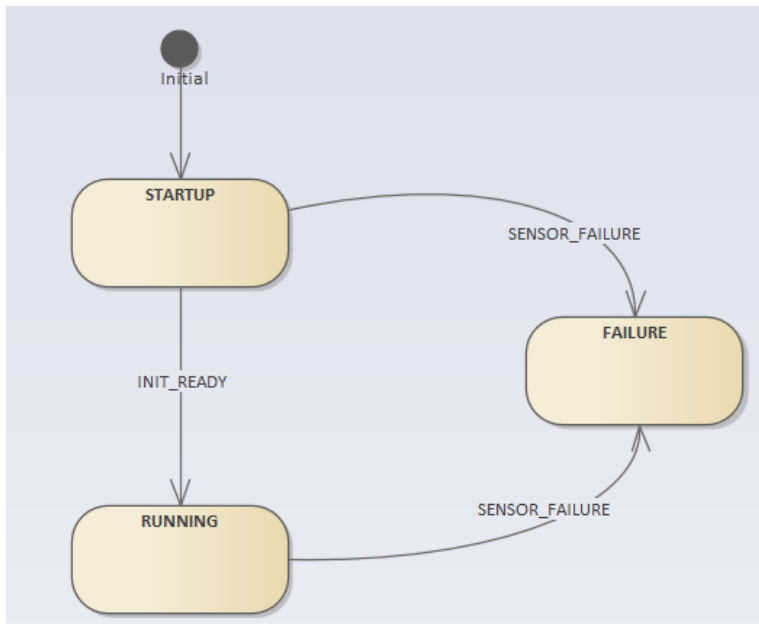 Initial
STARTUP
SENSOR_FAILURE
FAILURE
INIT_READY
SENSOR_FAILURE
RUNNING